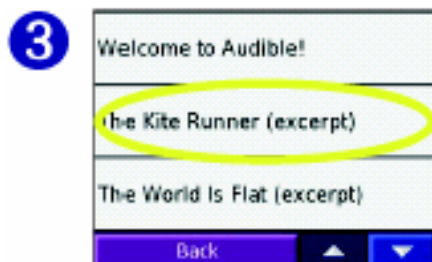 3
Welcome to Audible!
The Kite Runner (excerpt)
The World Is Flat (excerpt)
Back